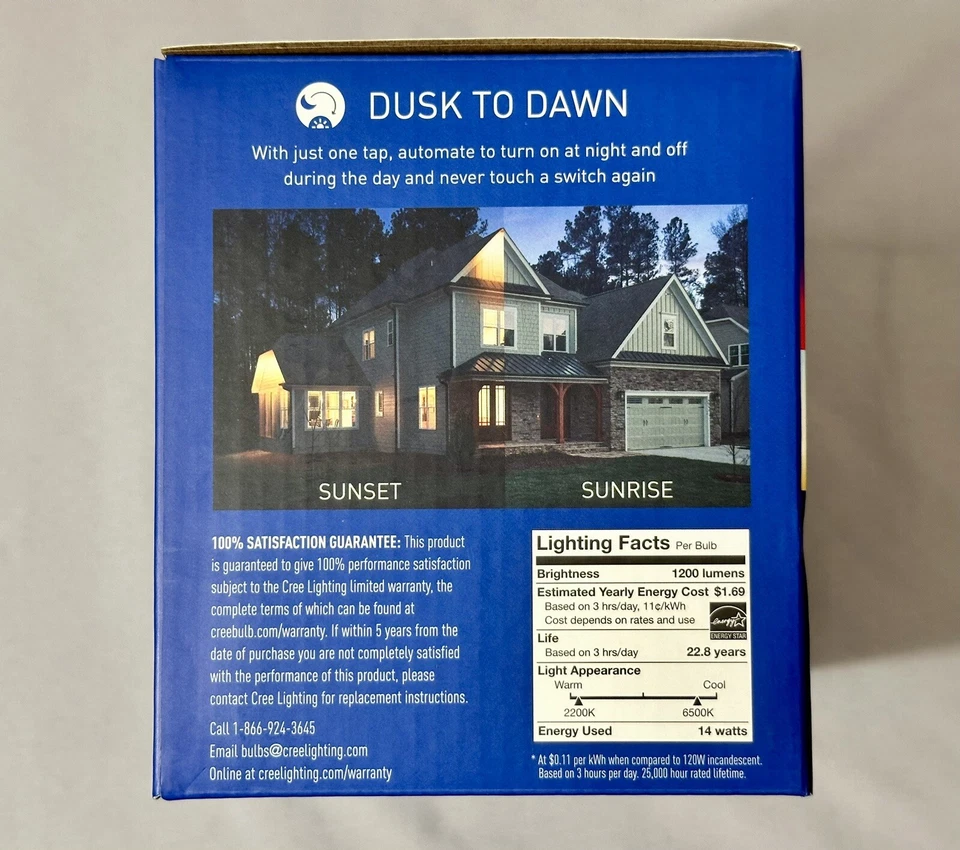 DUSK TO DAWN
With just one tap, automate to turn on at night and off
during the day and never touch a switch again
SUNSET
SUNRISE
100% SATISFACTION GUARANTEE: This product
is guaranteed to give 100% performance satisfaction
subject to the Cree Lighting limited warranty, the
complete terms of which can be found at
creebulb.com/warranty. If within 5 years from the
date of purchase you are not completely satisfied
with the performance of this product, please
contact Cree Lighting for replacement instructions.
Call 1-866-924-3645
Email bulbs@creelighting.com
Online at creelighting.com/warranty
Lighting Facts Per Bulb
Brightness 1200 lumens
Estimated Yearly Energy Cost $1.69
Based on 3 hrs/day, 11¢/kWh
Cost depends on rates and use
energy
ENERGY STAR
Life
Based on 3 hrs/day 22.8 years
Light Appearance
Warm Cool
2200K 6500K
Energy Used 14 watts
* At $0.11 per kWh when compared to 120W incandescent.
Based on 3 hours per day. 25,000 hour rated lifetime.